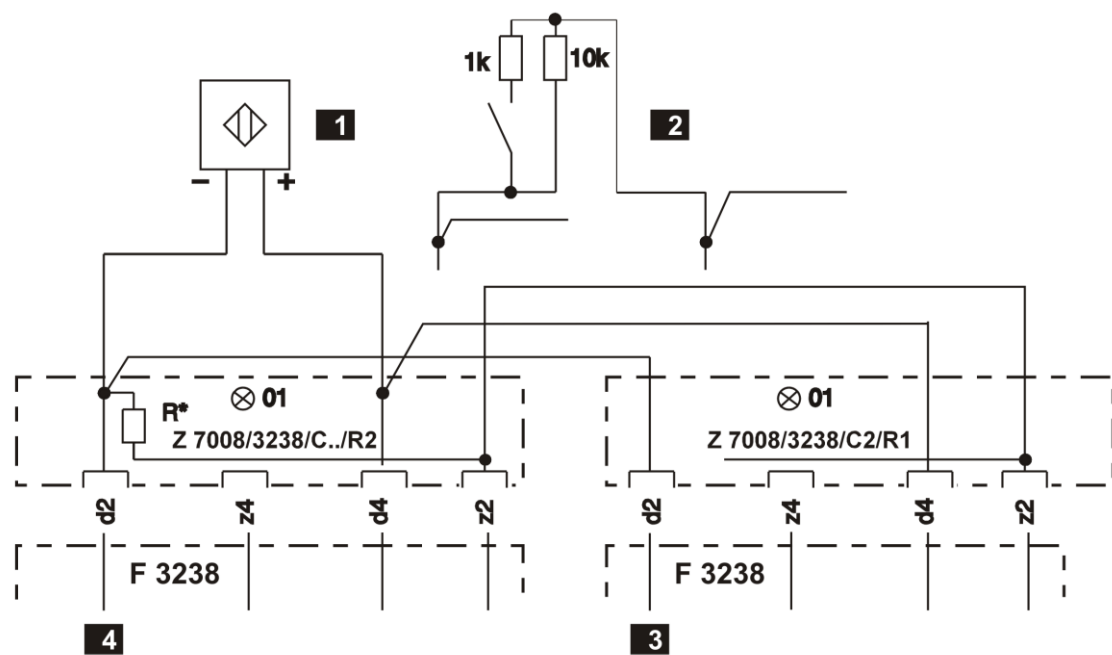 1k
10k
1
2
− +
01
01
R*
Z 7008/3238/C../R2
Z 7008/3238/C2/R1
d2 z4 d4 z2
d2 z4 d4 z2
F 3238
F 3238
4
3